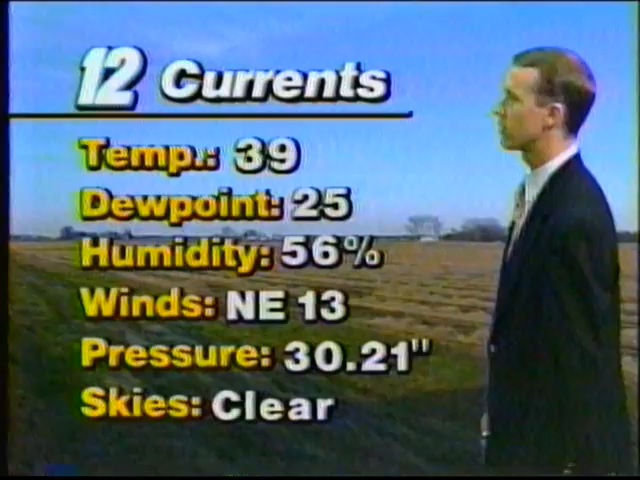 12 Currents
Temp.: 39
Dewpoint: 25
Humidity: 56%
Winds: NE 13
Pressure: 30.21"
Skies: Clear